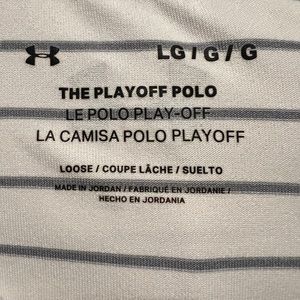 LG / G / G
THE PLAYOFF POLO
LE POLO PLAY-OFF
LA CAMISA POLO PLAYOFF
LOOSE / COUPE LÂCHE / SUELTO
MADE IN JORDAN / FABRIQUÉ EN JORDANIE /
HECHO EN JORDANIA